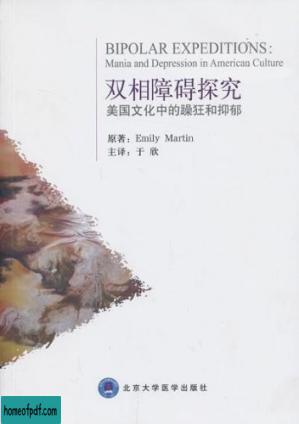 BIPOLAR EXPEDITIONS:
Mania and Depression in American Culture
双相障碍探究
美国文化中的躁狂和抑郁
原著：Emily Martin
主译：于 欣
北京大学医学出版社
homeofpdf.com